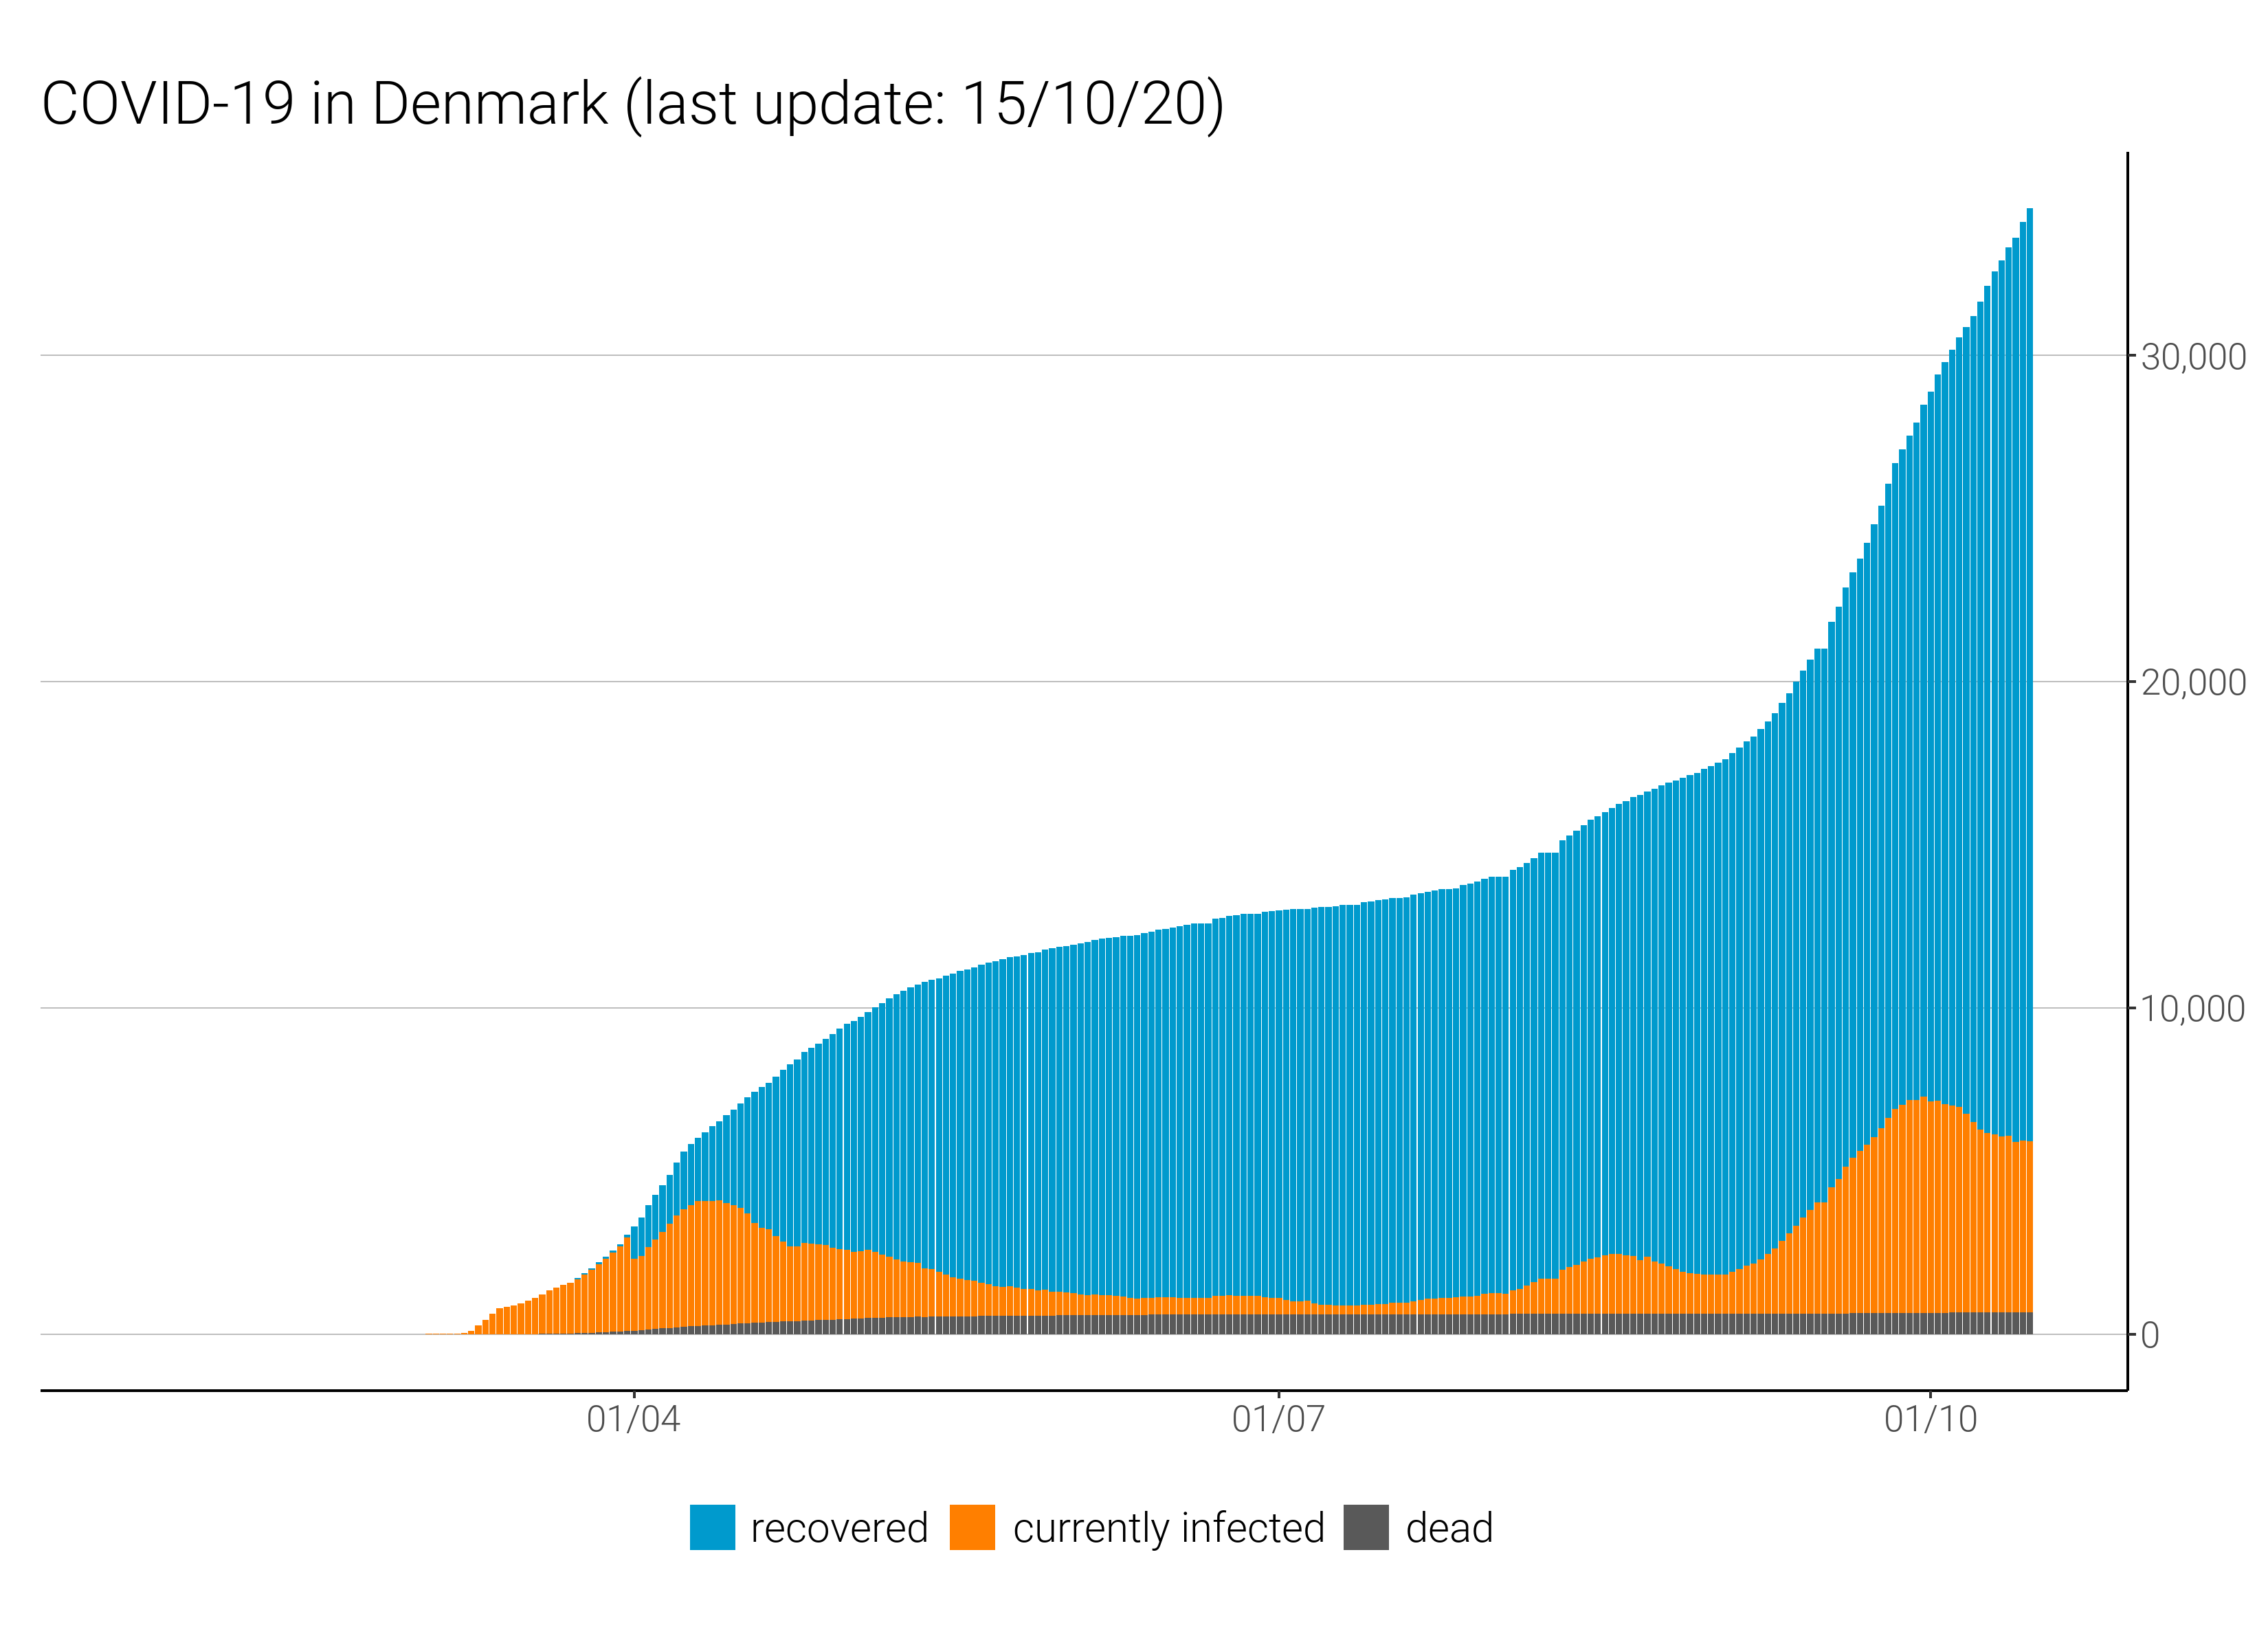 COVID-19 in Denmark (last update: 15/10/20)
30,000
20,000
10,000
0
01/04 01/07 01/10
recovered currently infected dead